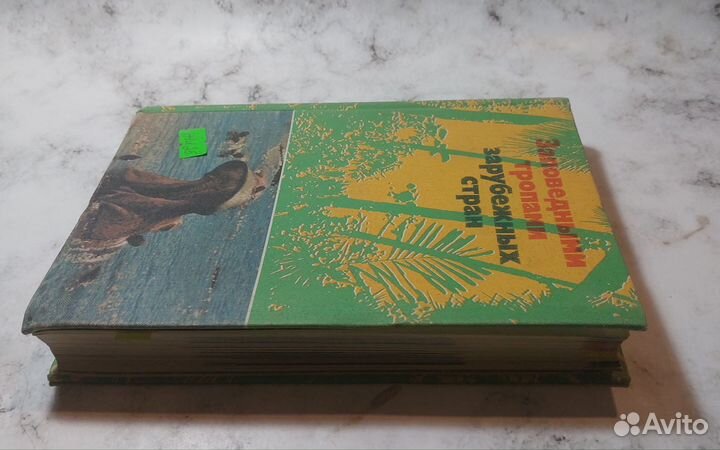 Заповедными
тропами
зарубежных
стран
Avito